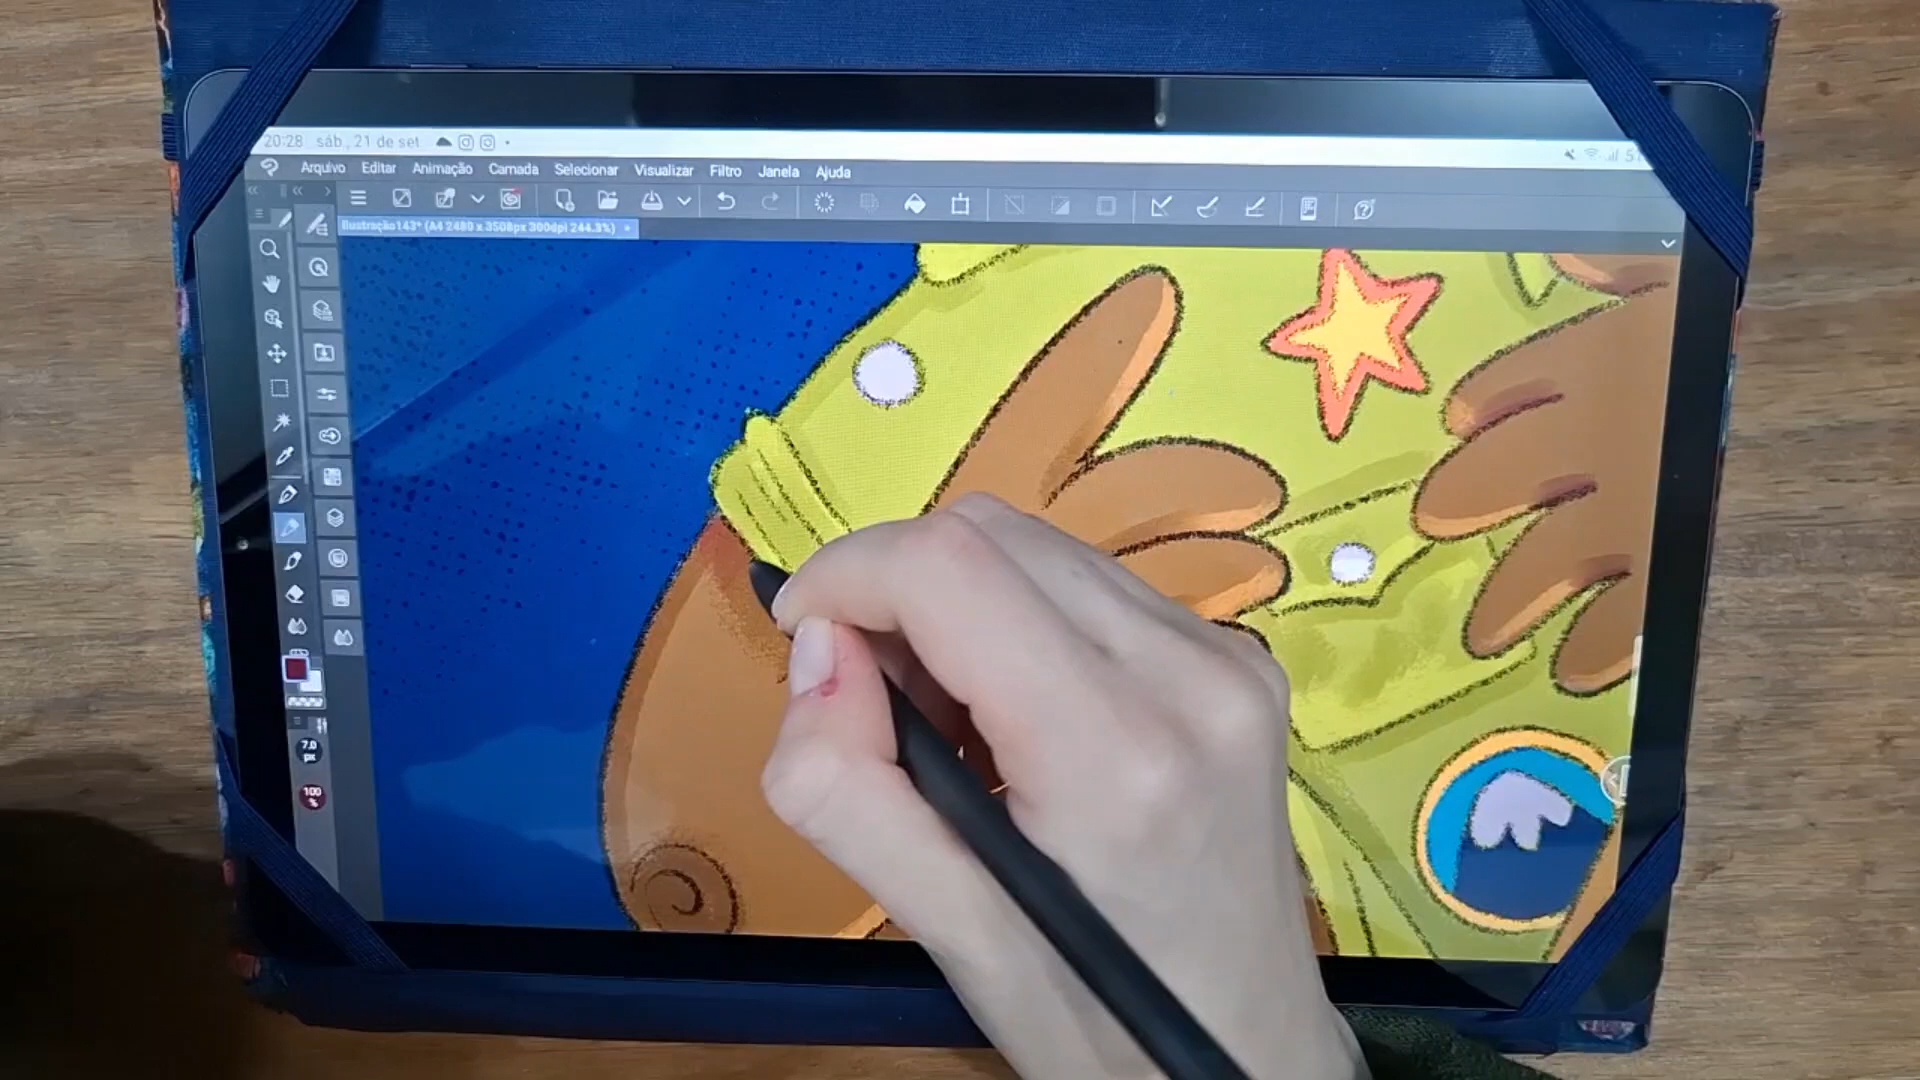 20:28 sáb., 21 de set
Arquivo Editar Animação Camada Selecionar Visualizar Filtro Janela Ajuda
Ilustração143* (A4 2480 x 3508px 300dpi 244.3%)
7.0
px
100
%